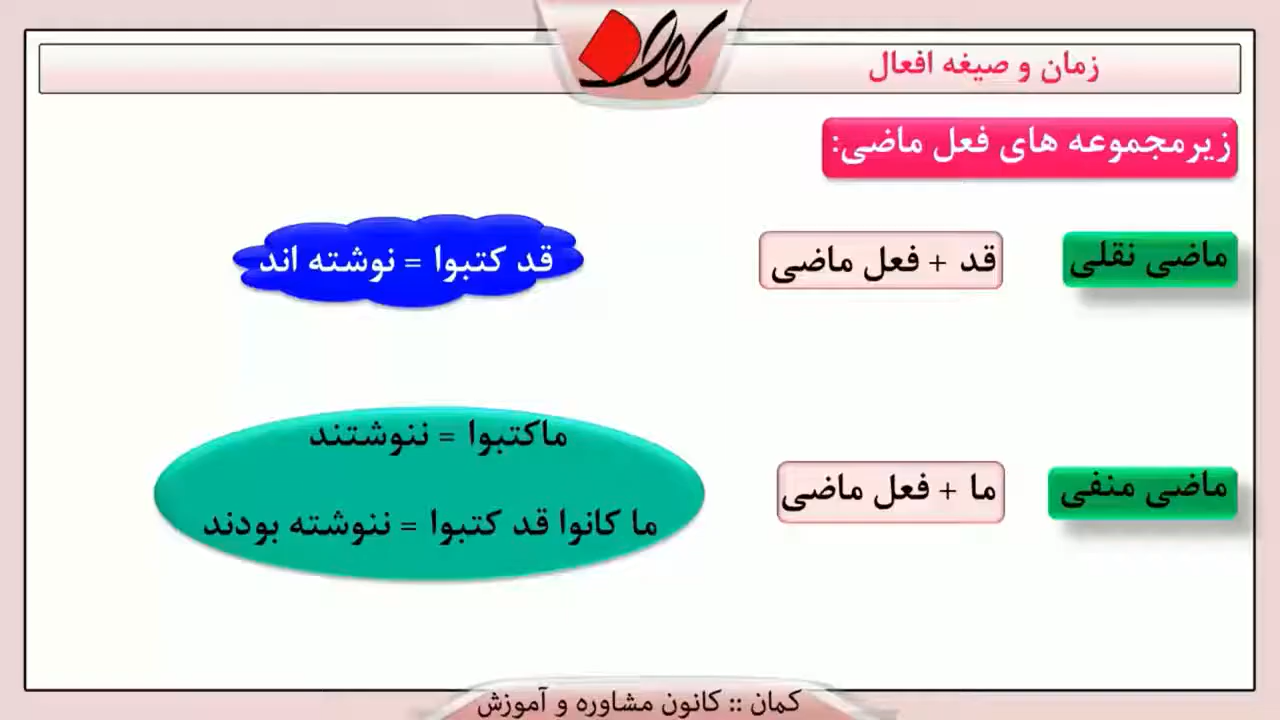 زمان و صیغه افعال
زیرمجموعه های فعل ماضی:
ماضی نقلی
قد + فعل ماضی
قد کتبوا = نوشته اند
ماضی منفی
ما + فعل ماضی
ماکتبوا = ننوشتند
ما کانوا قد کتبوا = ننوشته بودند
کمان :: کانون مشاوره و آموزش